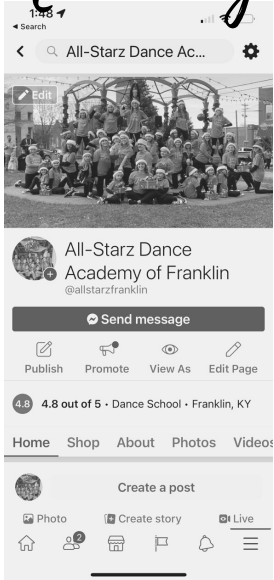 1:48
◄ Search
All-Starz Dance Ac...
Edit
All-Starz Dance
Academy of Franklin
@allstarzfranklin
Send message
Publish Promote View As Edit Page
4.8 4.8 out of 5 • Dance School • Franklin, KY
Home Shop About Photos Videos
Create a post
Photo Create story Live
2